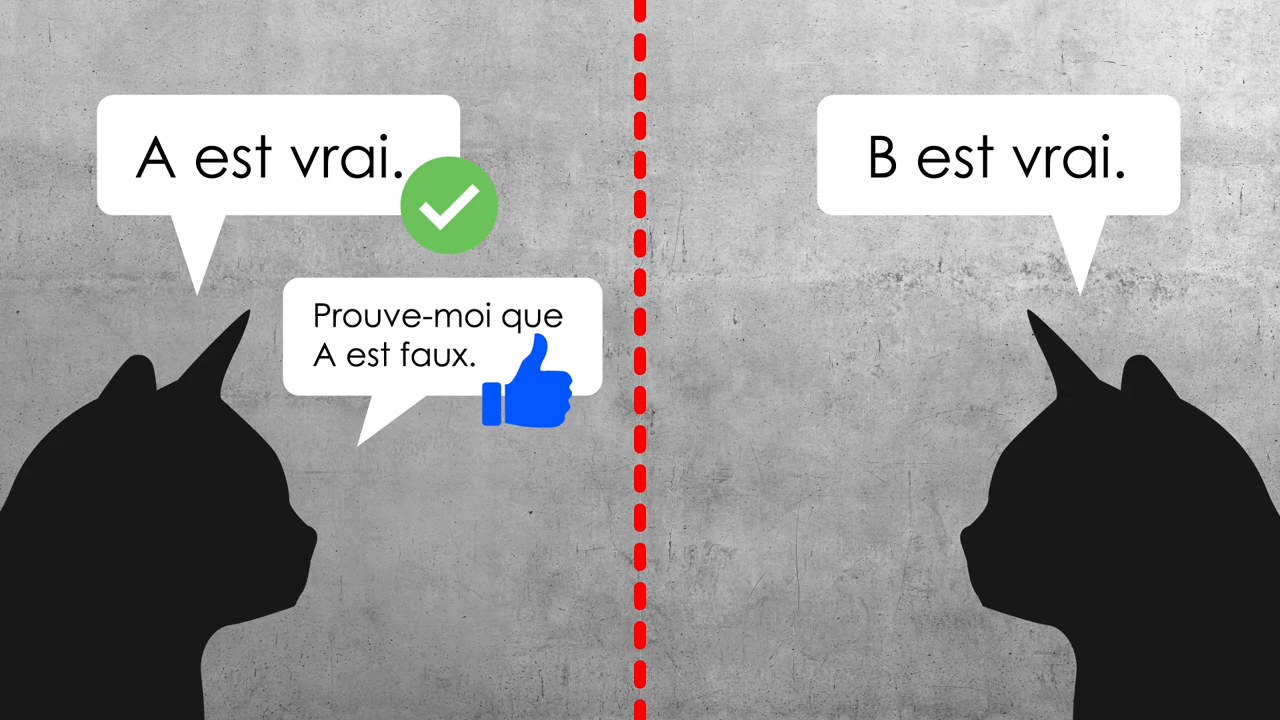 A est vrai.
Prouve-moi que
A est faux.
B est vrai.